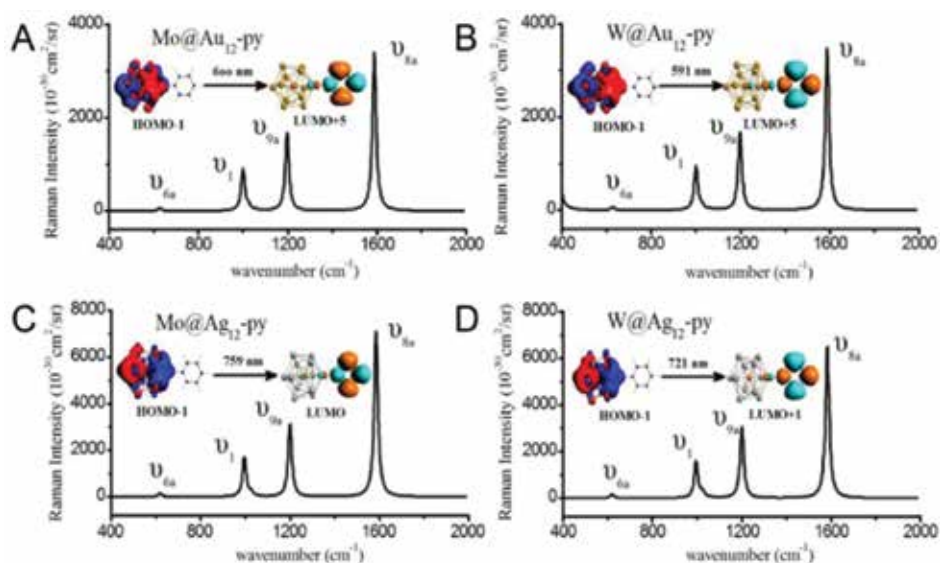 A
Mo@Au₁₂-py
4000
2000
0
Raman Intensity (10⁻³⁰ cm²/sr)
HOMO-1
600 nm
LUMO+5
υ₆ₐ
υ₁
υ₉ₐ
υ₈ₐ
400 800 1200 1600 2000
wavenumber (cm⁻¹)
B
W@Au₁₂-py
4000
2000
0
Raman Intensity (10⁻³⁰ cm²/sr)
HOMO-1
591 nm
LUMO+5
υ₆ₐ
υ₁
υ₉ₐ
υ₈ₐ
400 800 1200 1600 2000
wavenumber (cm⁻¹)
C
Mo@Ag₁₂-py
8000
6000
4000
2000
0
Raman Intensity (10⁻³⁰ cm²/sr)
HOMO-1
759 nm
LUMO
υ₆ₐ
υ₁
υ₉ₐ
υ₈ₐ
400 800 1200 1600 2000
wavenumber (cm⁻¹)
D
W@Ag₁₂-py
8000
6000
4000
2000
0
Raman Intensity (10⁻³⁰ cm²/sr)
HOMO-1
721 nm
LUMO+1
υ₆ₐ
υ₁
υ₉ₐ
υ₈ₐ
400 800 1200 1600 2000
wavenumber (cm⁻¹)